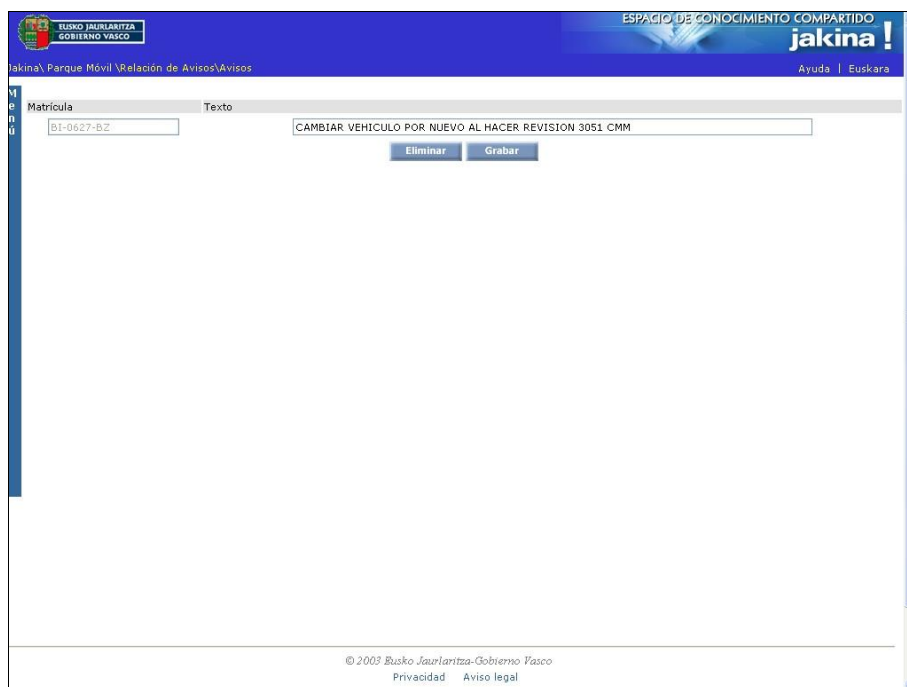 EUSKO JAURLARITZA
GOBIERNO VASCO
ESPACIO DE CONOCIMIENTO COMPARTIDO
jakina!
Jakina\ Parque Móvil \Relación de Avisos\Avisos
Ayuda | Euskara
Menú
Matrícula Texto
BI-0627-BZ CAMBIAR VEHICULO POR NUEVO AL HACER REVISION 3051 CMM
Eliminar Grabar
© 2003 Eusko Jaurlaritza-Gobierno Vasco
Privacidad Aviso legal